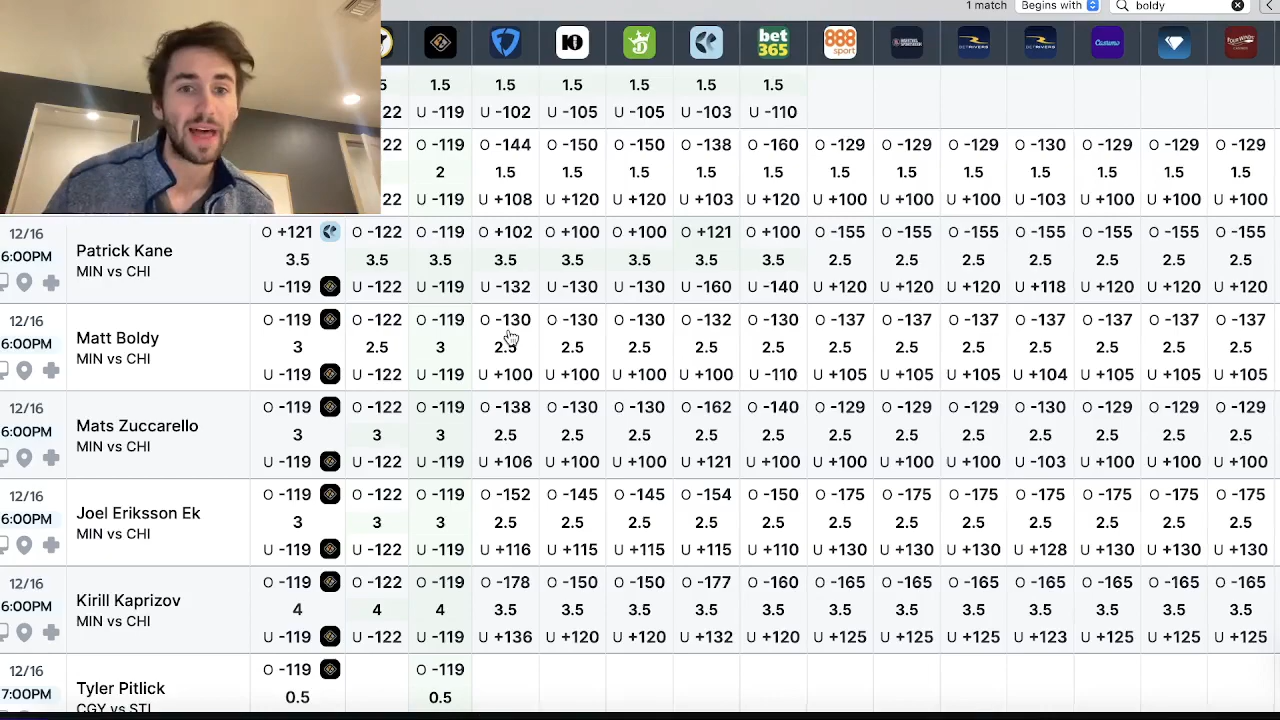 1 match Begins with boldy
bet365 888sport BETRIVERS BETRIVERS Casumo FOUR WINDS
5 1.5 1.5 1.5 1.5 1.5 1.5
22 U -119 U -102 U -105 U -105 U -103 U -110
22 O -119 O -144 O -150 O -150 O -138 O -160 O -129 O -129 O -129 O -130 O -129 O -129 O -129
2 1.5 1.5 1.5 1.5 1.5 1.5 1.5 1.5 1.5 1.5 1.5 1.5
22 U -119 U +108 U +120 U +120 U +103 U +120 U +100 U +100 U +100 U -103 U +100 U +100 U +100
12/16 O +121 O -122 O -119 O +102 O +100 O +100 O +121 O +100 O -155 O -155 O -155 O -155 O -155 O -155 O -155
6:00PM Patrick Kane 3.5 3.5 3.5 3.5 3.5 3.5 3.5 3.5 2.5 2.5 2.5 2.5 2.5 2.5 2.5
MIN vs CHI U -119 U -122 U -119 U -132 U -130 U -130 U -160 U -140 U +120 U +120 U +120 U +118 U +120 U +120 U +120
12/16 O -119 O -122 O -119 O -130 O -130 O -130 O -132 O -130 O -137 O -137 O -137 O -137 O -137 O -137 O -137
6:00PM Matt Boldy 3 2.5 3 2.5 2.5 2.5 2.5 2.5 2.5 2.5 2.5 2.5 2.5 2.5 2.5
MIN vs CHI U -119 U -122 U -119 U +100 U +100 U +100 U +100 U -110 U +105 U +105 U +105 U +104 U +105 U +105 U +105
12/16 O -119 O -122 O -119 O -138 O -130 O -130 O -162 O -140 O -129 O -129 O -129 O -130 O -129 O -129 O -129
6:00PM Mats Zuccarello 3 3 3 2.5 2.5 2.5 2.5 2.5 2.5 2.5 2.5 2.5 2.5 2.5 2.5
MIN vs CHI U -119 U -122 U -119 U +106 U +100 U +100 U +121 U +100 U +100 U +100 U +100 U -103 U +100 U +100 U +100
12/16 O -119 O -122 O -119 O -152 O -145 O -145 O -154 O -150 O -175 O -175 O -175 O -175 O -175 O -175 O -175
6:00PM Joel Eriksson Ek 3 3 3 2.5 2.5 2.5 2.5 2.5 2.5 2.5 2.5 2.5 2.5 2.5 2.5
MIN vs CHI U -119 U -122 U -119 U +116 U +115 U +115 U +115 U +110 U +130 U +130 U +130 U +128 U +130 U +130 U +130
12/16 O -119 O -122 O -119 O -178 O -150 O -150 O -177 O -160 O -165 O -165 O -165 O -165 O -165 O -165 O -165
6:00PM Kirill Kaprizov 4 4 4 3.5 3.5 3.5 3.5 3.5 3.5 3.5 3.5 3.5 3.5 3.5 3.5
MIN vs CHI U -119 U -122 U -119 U +136 U +120 U +120 U +132 U +120 U +125 U +125 U +125 U +123 U +125 U +125 U +125
12/16 O -119 O -119
7:00PM Tyler Pitlick 0.5 0.5
CGY vs STL